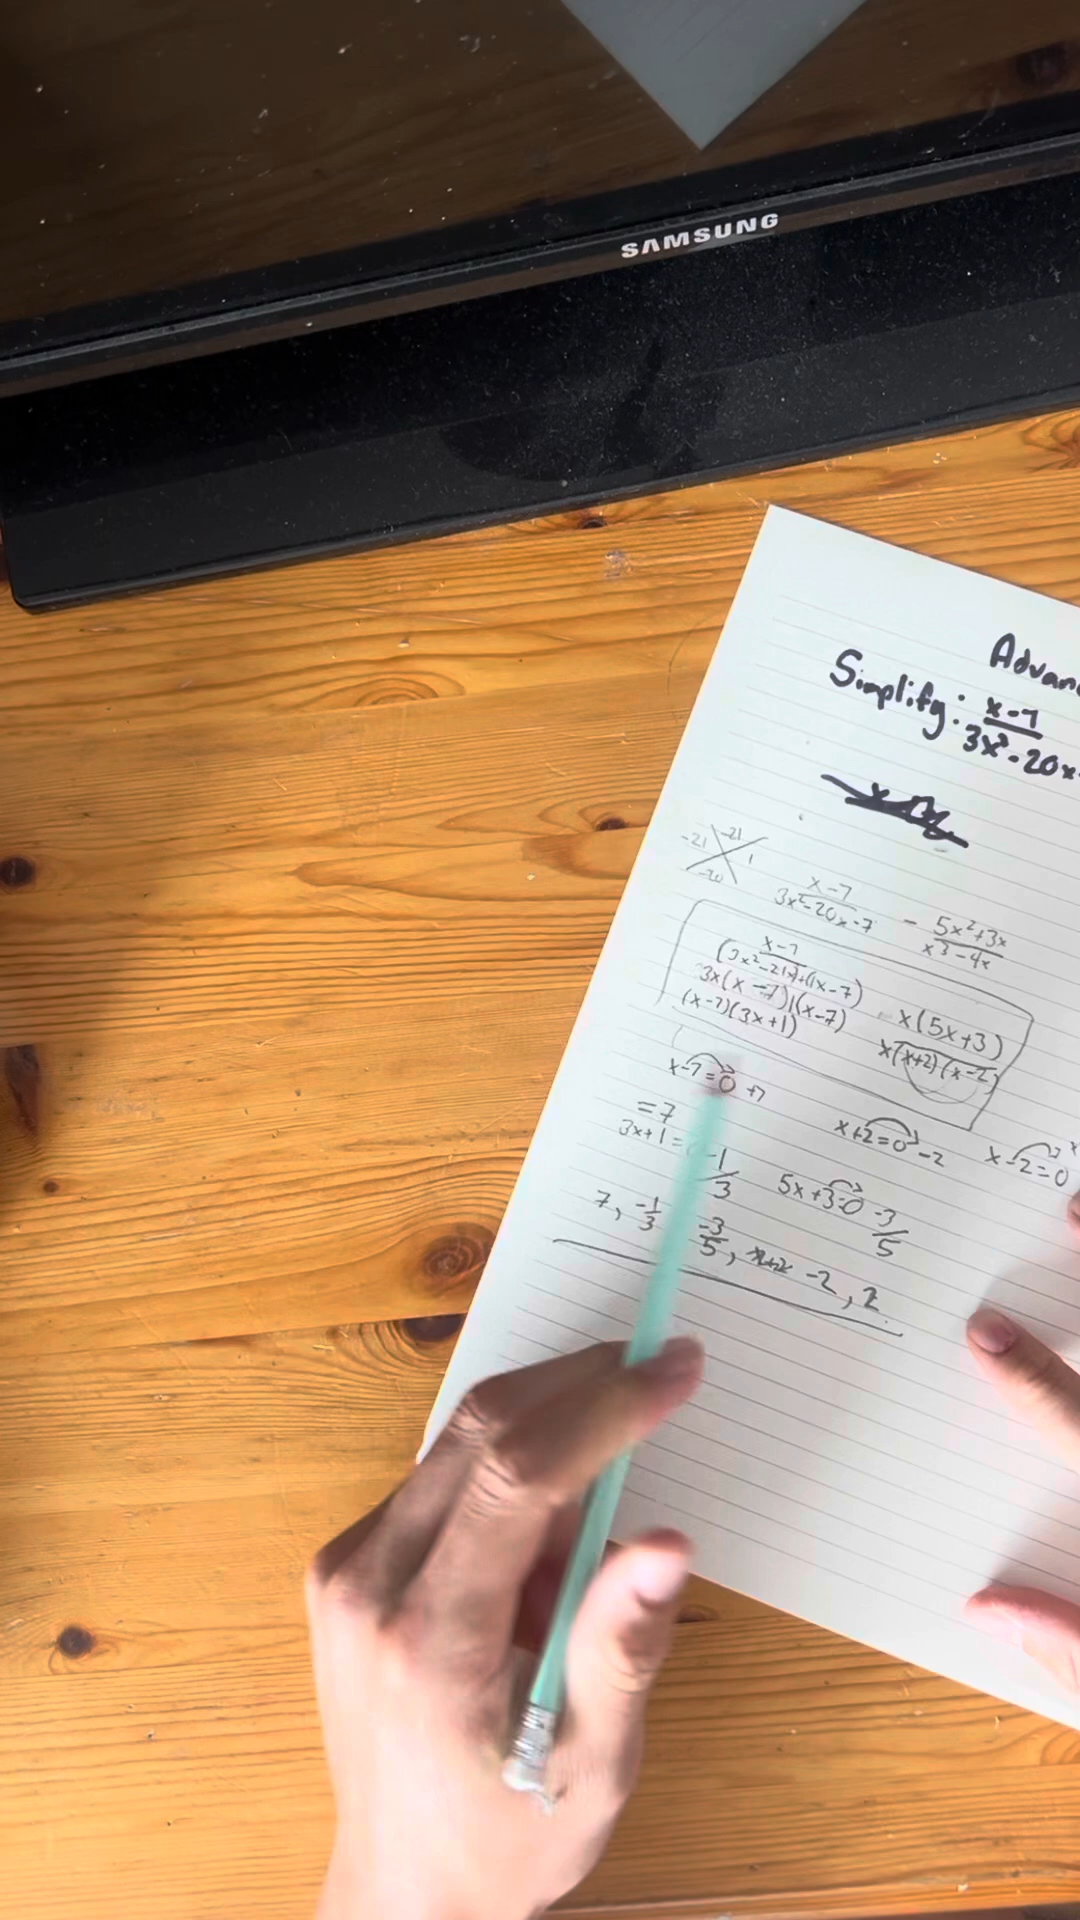 SAMSUNG
Advan
Simplify: x-7
3x²-20x-
-21
-21 1
-20
x-7
3x²-20x-7
- 5x²+3x
x³-4x
x-7
(3x²-21x)+(1x-7)
3x(x-7)1(x-7)
(x-7)(3x+1)
x(5x+3)
x(x+2)(x-2)
x-7=0 +7
=7
3x+1= -1
3
x+2=0 -2
x-2=0
5x+3=0 -3
5
7, -1
3
-3
5
, -2, 2